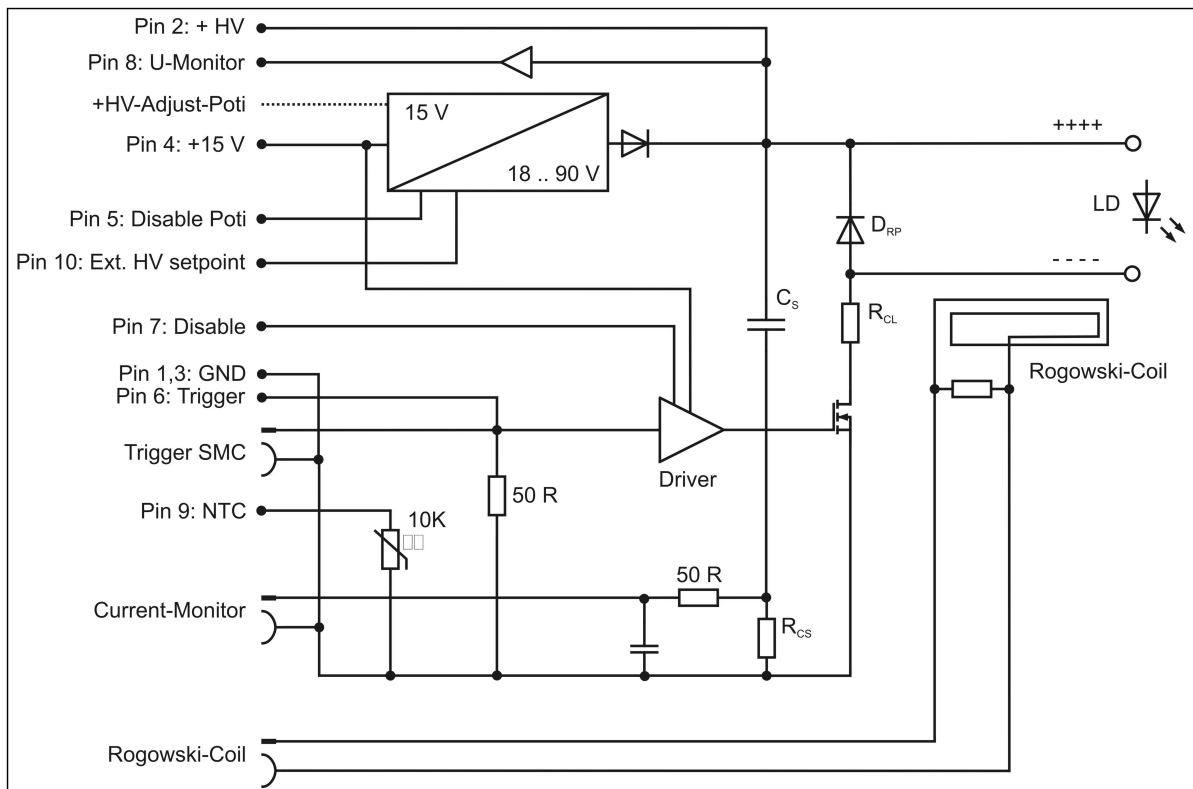 Pin 2: + HV
Pin 8: U-Monitor
+HV-Adjust-Poti
15 V
Pin 4: +15 V
18 .. 90 V
++++
Pin 5: Disable Poti
D_RP
LD
Pin 10: Ext. HV setpoint
- - - -
C_S
R_CL
Pin 7: Disable
Pin 1,3: GND
Rogowski-Coil
Pin 6: Trigger
Trigger SMC
Driver
50 R
Pin 9: NTC
10K
50 R
Current-Monitor
R_CS
Rogowski-Coil